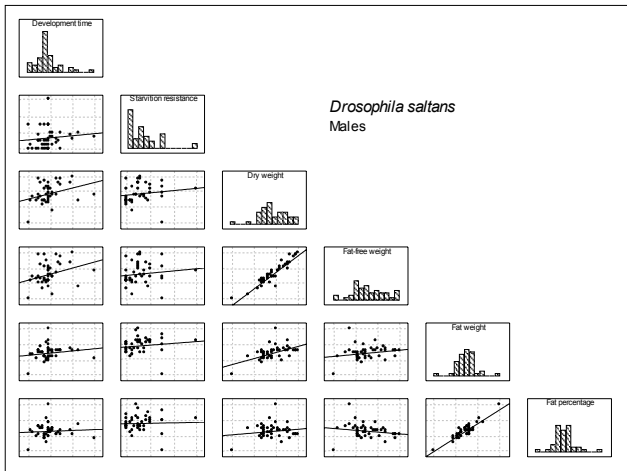 Development time
Starvition resistance
Drosophila saltans
Males
Dry weight
Fat-free weight
Fat weight
Fat percentage